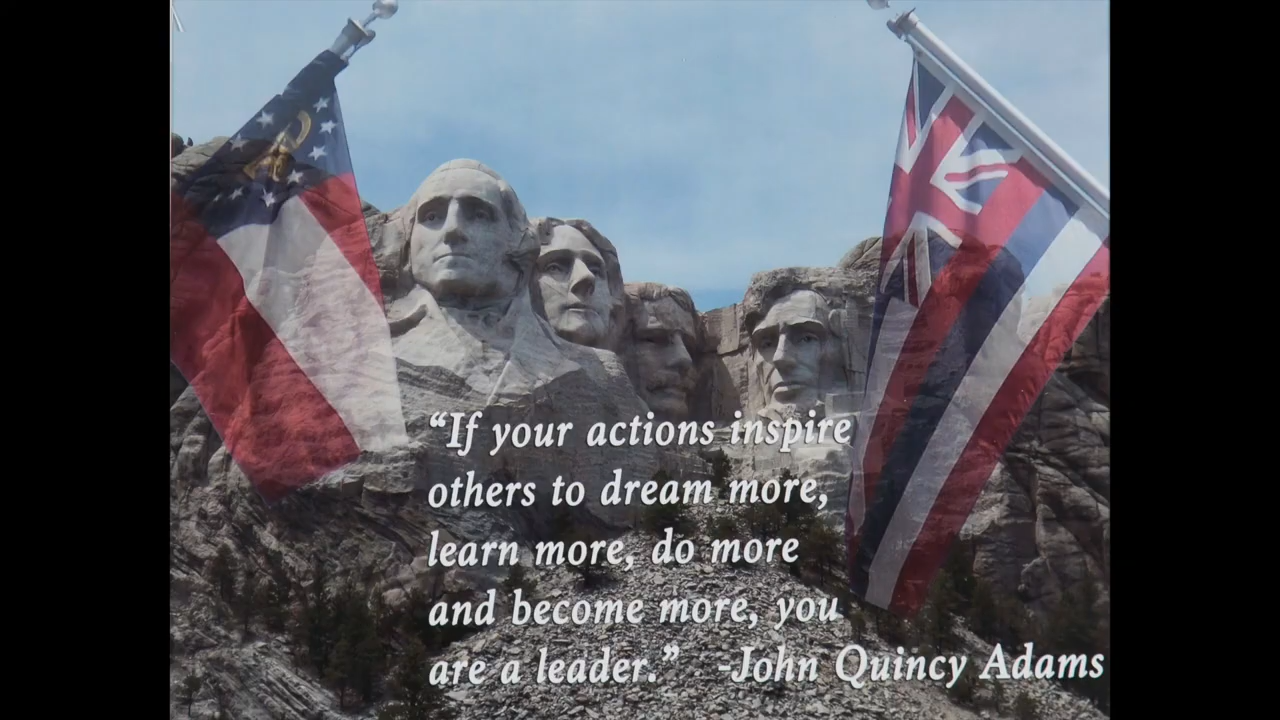 “If your actions inspire
others to dream more,
learn more, do more
and become more, you
are a leader.” -John Quincy Adams